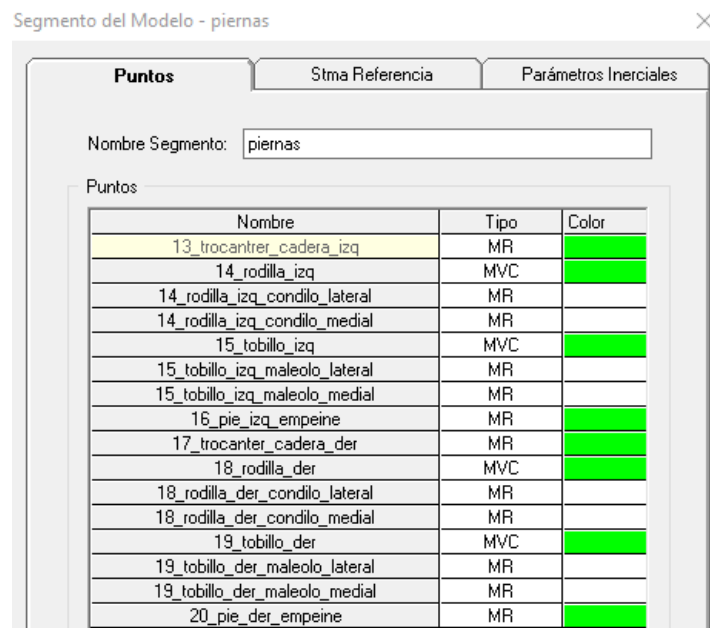 Segmento del Modelo - piernas
Puntos Stma Referencia Parámetros Inerciales
Nombre Segmento: piernas
Puntos
Nombre Tipo Color
13_trocantrer_cadera_izq MR
14_rodilla_izq MVC
14_rodilla_izq_condilo_lateral MR
14_rodilla_izq_condilo_medial MR
15_tobillo_izq MVC
15_tobillo_izq_maleolo_lateral MR
15_tobillo_izq_maleolo_medial MR
16_pie_izq_empeine MR
17_trocanter_cadera_der MR
18_rodilla_der MVC
18_rodilla_der_condilo_lateral MR
18_rodilla_der_condilo_medial MR
19_tobillo_der MVC
19_tobillo_der_maleolo_lateral MR
19_tobillo_der_maleolo_medial MR
20_pie_der_empeine MR